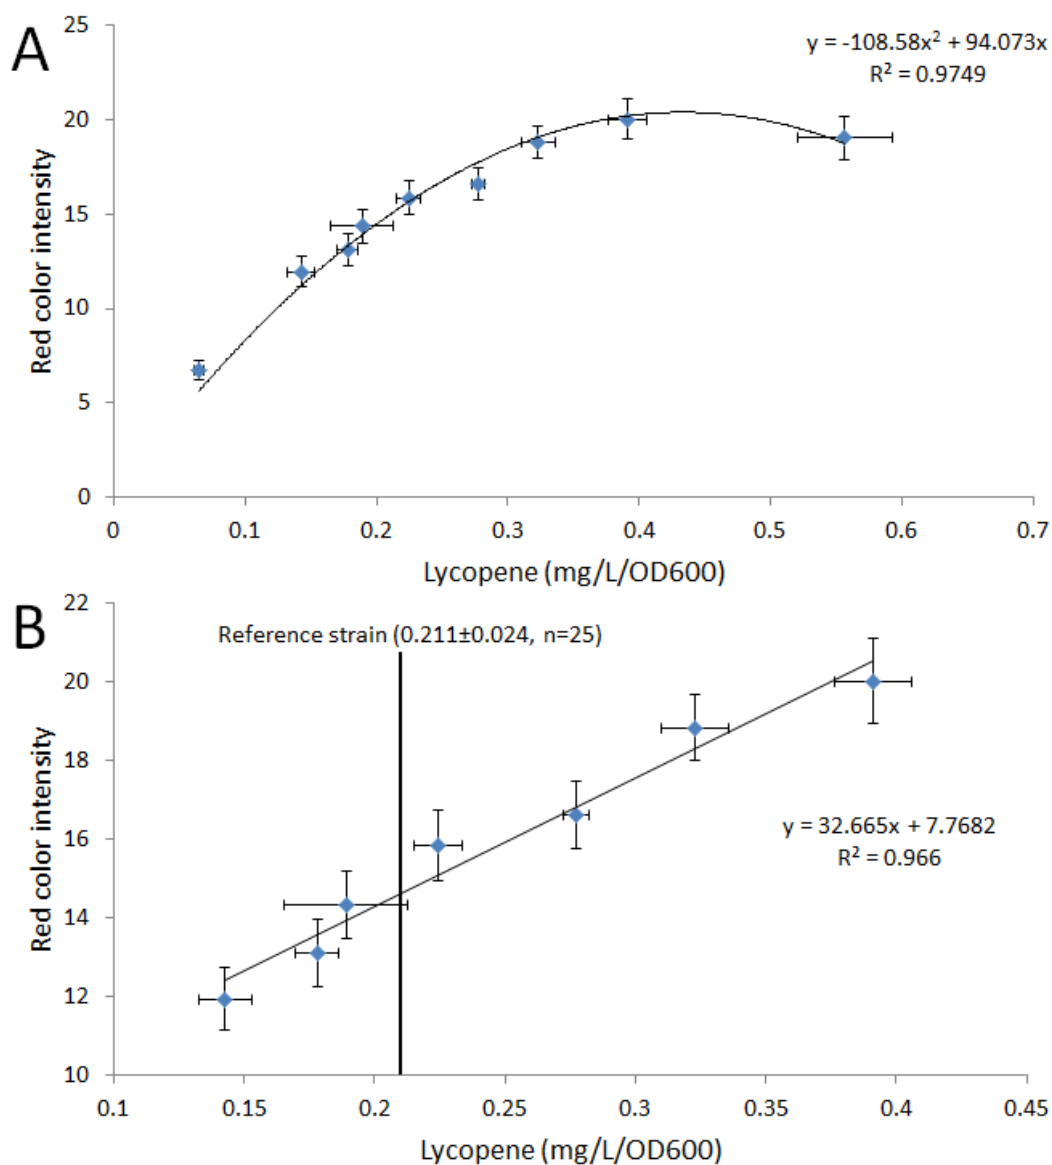 A
y = -108.58x² + 94.073x
R² = 0.9749
Red color intensity
25
20
15
10
5
0
0 0.1 0.2 0.3 0.4 0.5 0.6 0.7
Lycopene (mg/L/OD600)
B
Reference strain (0.211±0.024, n=25)
Red color intensity
22
20
18
16
14
12
10
y = 32.665x + 7.7682
R² = 0.966
0.1 0.15 0.2 0.25 0.3 0.35 0.4 0.45
Lycopene (mg/L/OD600)